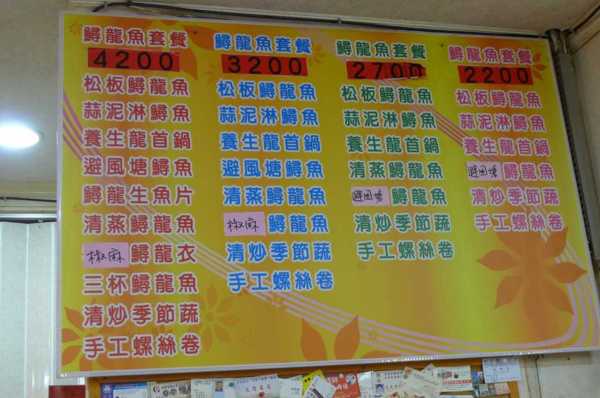 鱘龍魚套餐
4200
松板鱘龍魚
蒜泥淋鱘魚
養生龍首鍋
避風塘鱘魚
鱘龍生魚片
清蒸鱘龍魚
椒麻鱘龍衣
三杯鱘龍魚
清炒季節蔬
手工螺絲卷
鱘龍魚套餐
3200
松板鱘龍魚
蒜泥淋鱘魚
養生龍首鍋
避風塘鱘魚
清蒸鱘龍魚
椒麻鱘龍魚
清炒季節蔬
手工螺絲卷
鱘龍魚套餐
2700
松板鱘龍魚
蒜泥淋鱘魚
養生龍首鍋
清蒸鱘龍魚
避風塘鱘龍魚
清炒季節蔬
手工螺絲卷
鱘龍魚套餐
2200
松板鱘龍魚
蒜泥淋鱘魚
養生龍首鍋
避風塘鱘龍魚
清炒季節蔬
手工螺絲卷